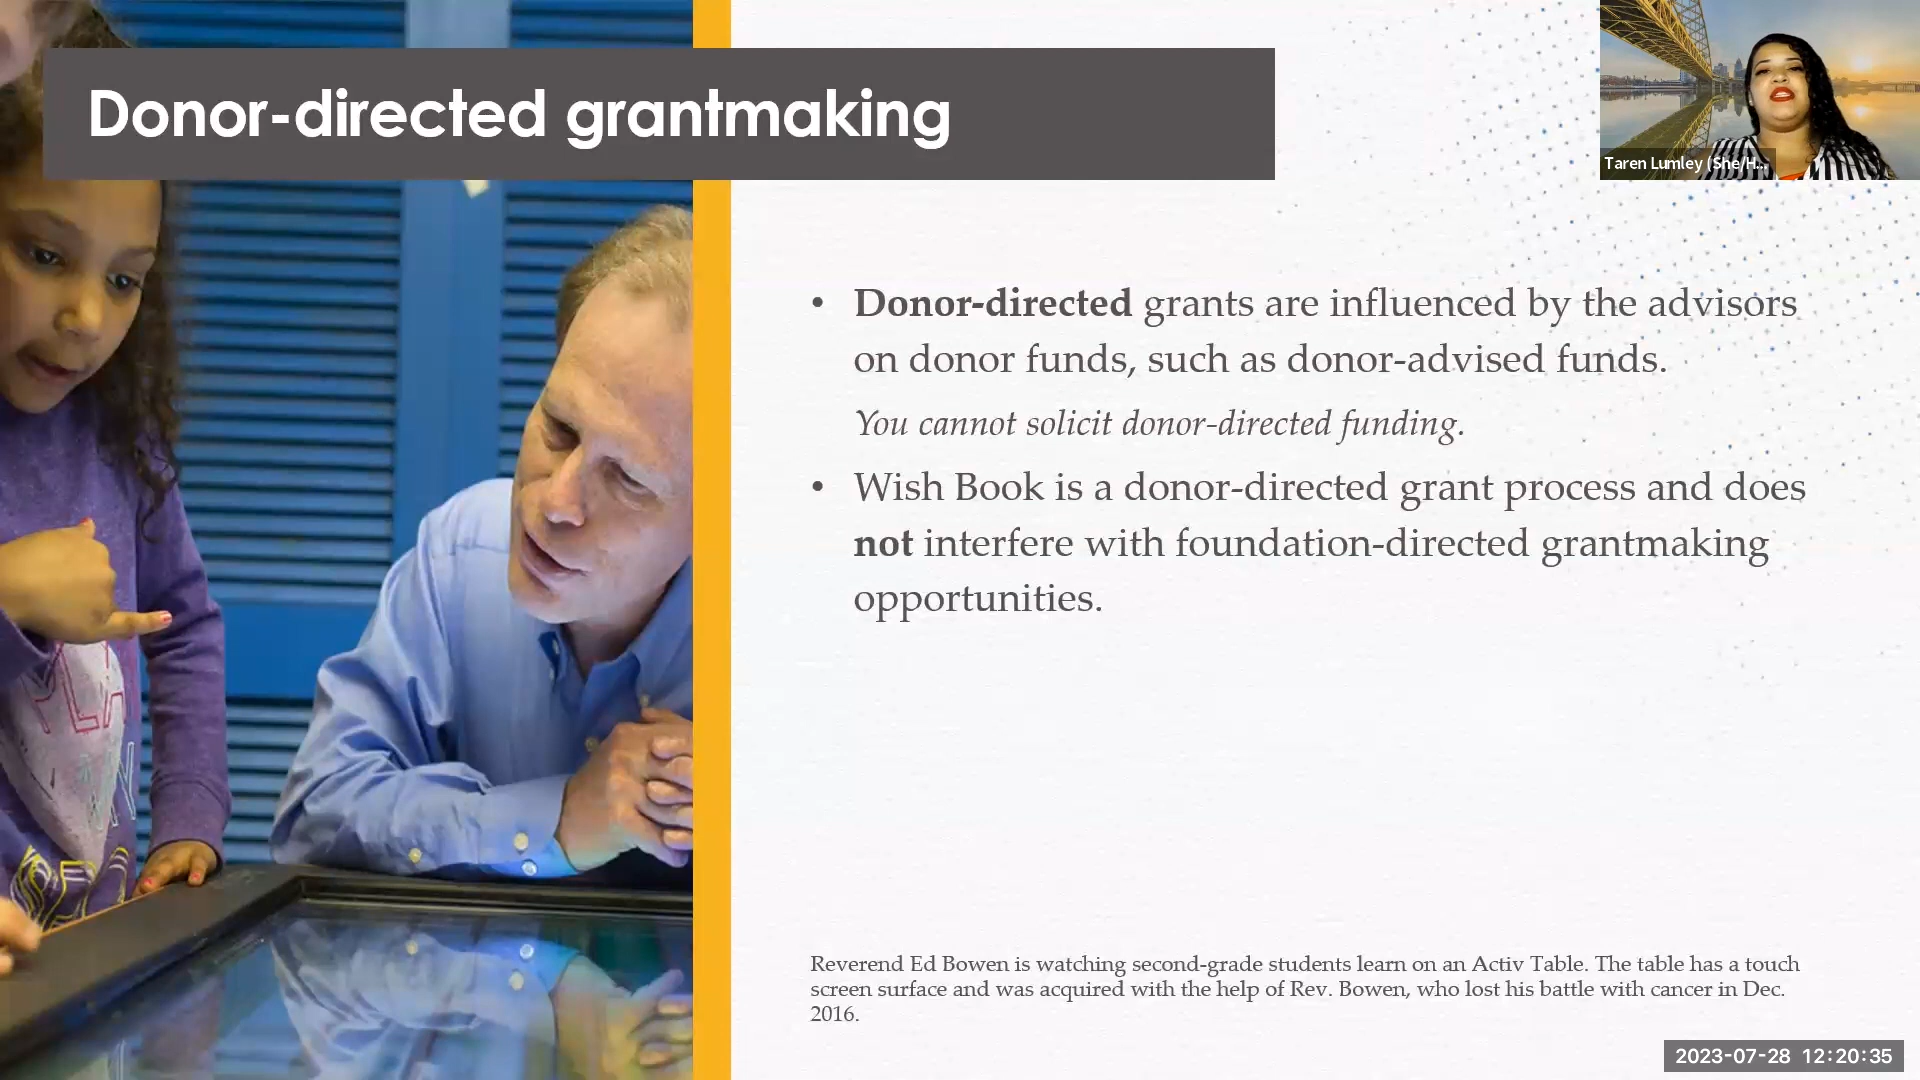 Donor-directed grantmaking
Taren Lumley (She/H...
• Donor-directed grants are influenced by the advisors
on donor funds, such as donor-advised funds.
You cannot solicit donor-directed funding.
• Wish Book is a donor-directed grant process and does
not interfere with foundation-directed grantmaking
opportunities.
Reverend Ed Bowen is watching second-grade students learn on an Activ Table. The table has a touch
screen surface and was acquired with the help of Rev. Bowen, who lost his battle with cancer in Dec.
2016.
2023-07-28 12:20:35